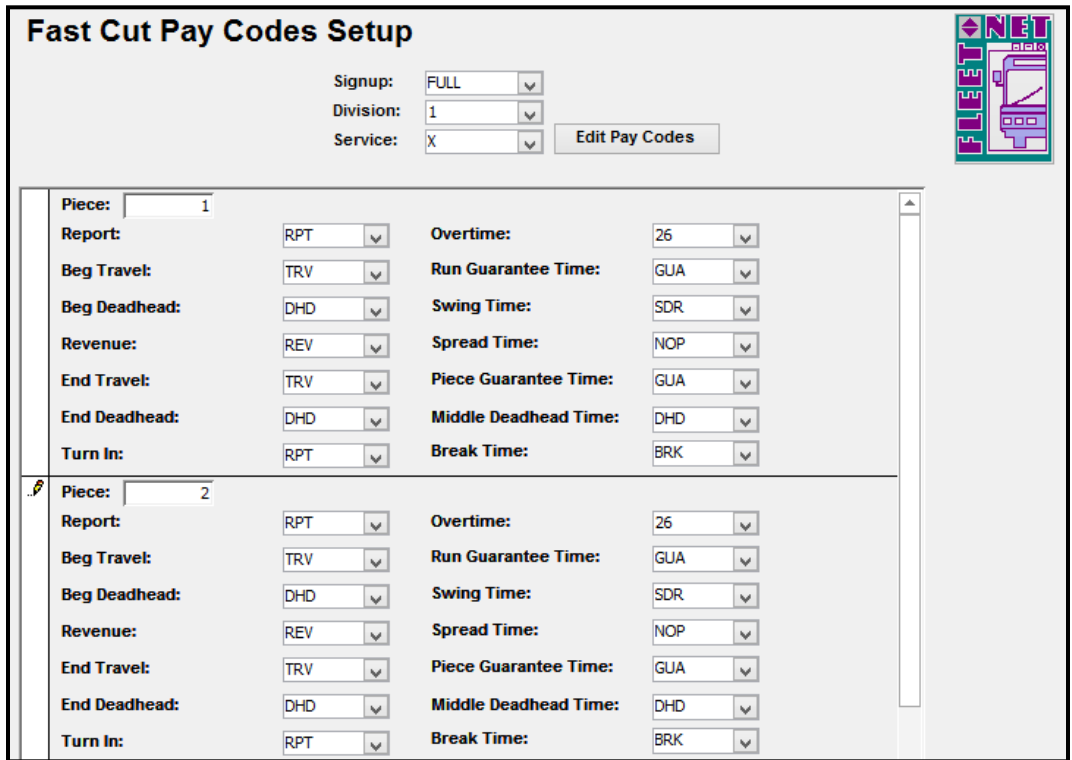 Fast Cut Pay Codes Setup
FLEET NET
Signup: FULL
Division: 1
Service: X Edit Pay Codes
Piece: 1
Report: RPT Overtime: 26
Beg Travel: TRV Run Guarantee Time: GUA
Beg Deadhead: DHD Swing Time: SDR
Revenue: REV Spread Time: NOP
End Travel: TRV Piece Guarantee Time: GUA
End Deadhead: DHD Middle Deadhead Time: DHD
Turn In: RPT Break Time: BRK
Piece: 2
Report: RPT Overtime: 26
Beg Travel: TRV Run Guarantee Time: GUA
Beg Deadhead: DHD Swing Time: SDR
Revenue: REV Spread Time: NOP
End Travel: TRV Piece Guarantee Time: GUA
End Deadhead: DHD Middle Deadhead Time: DHD
Turn In: RPT Break Time: BRK